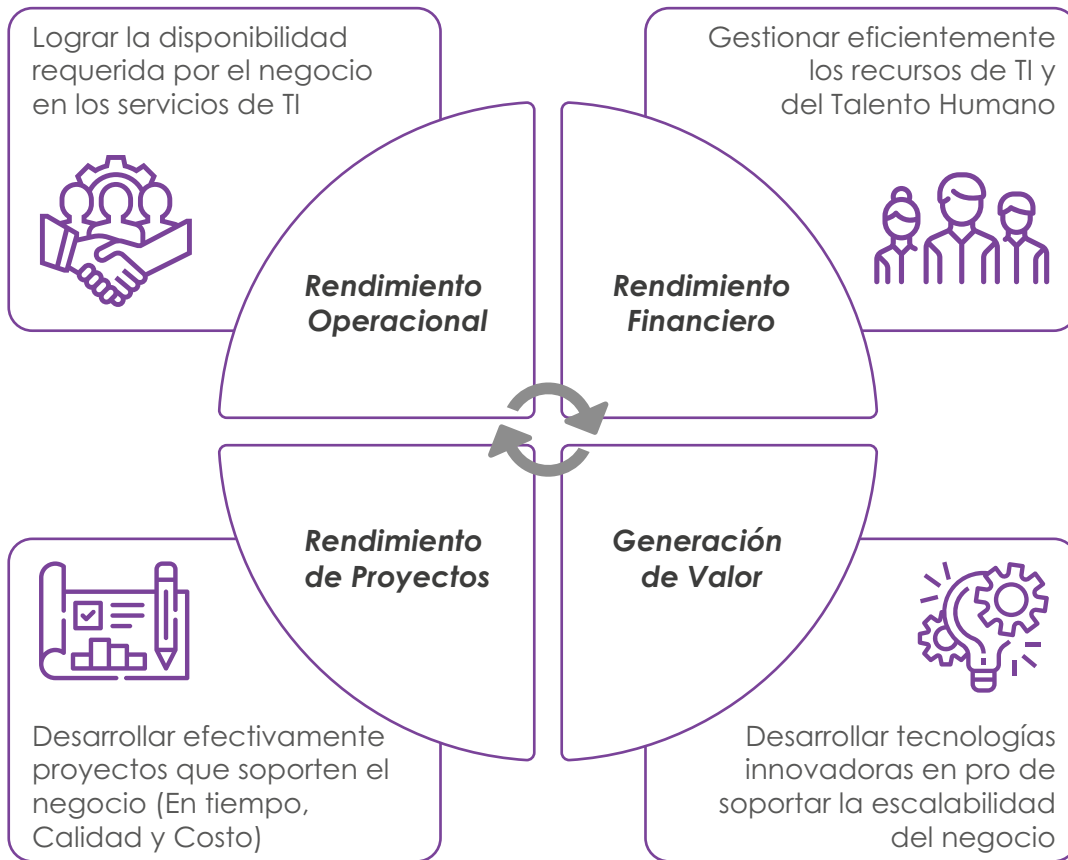 Lograr la disponibilidad
requerida por el negocio
en los servicios de TI
Gestionar eficientemente
los recursos de TI y
del Talento Humano
Rendimiento
Operacional
Rendimiento
Financiero
Rendimiento
de Proyectos
Generación
de Valor
Desarrollar efectivamente
proyectos que soporten el
negocio (En tiempo,
Calidad y Costo)
Desarrollar tecnologías
innovadoras en pro de
soportar la escalabilidad
del negocio